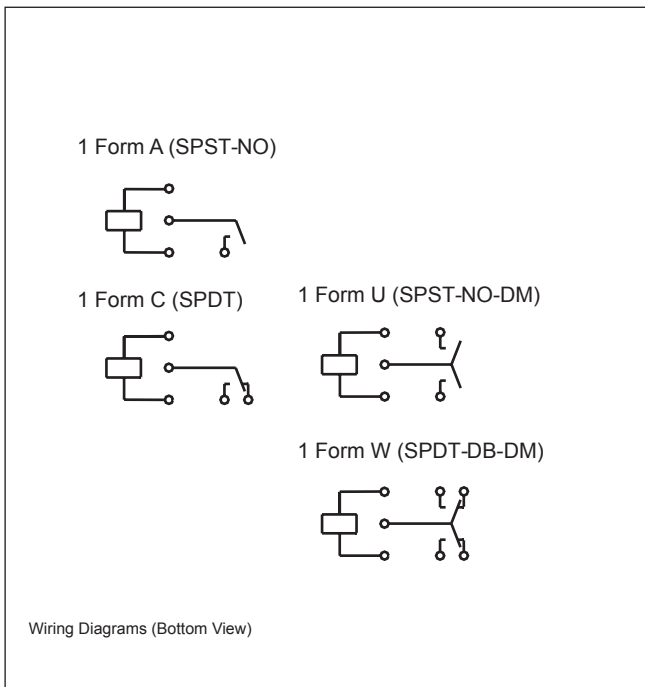 1 Form A (SPST-NO)
1 Form C (SPDT)
1 Form U (SPST-NO-DM)
1 Form W (SPDT-DB-DM)
Wiring Diagrams (Bottom View)